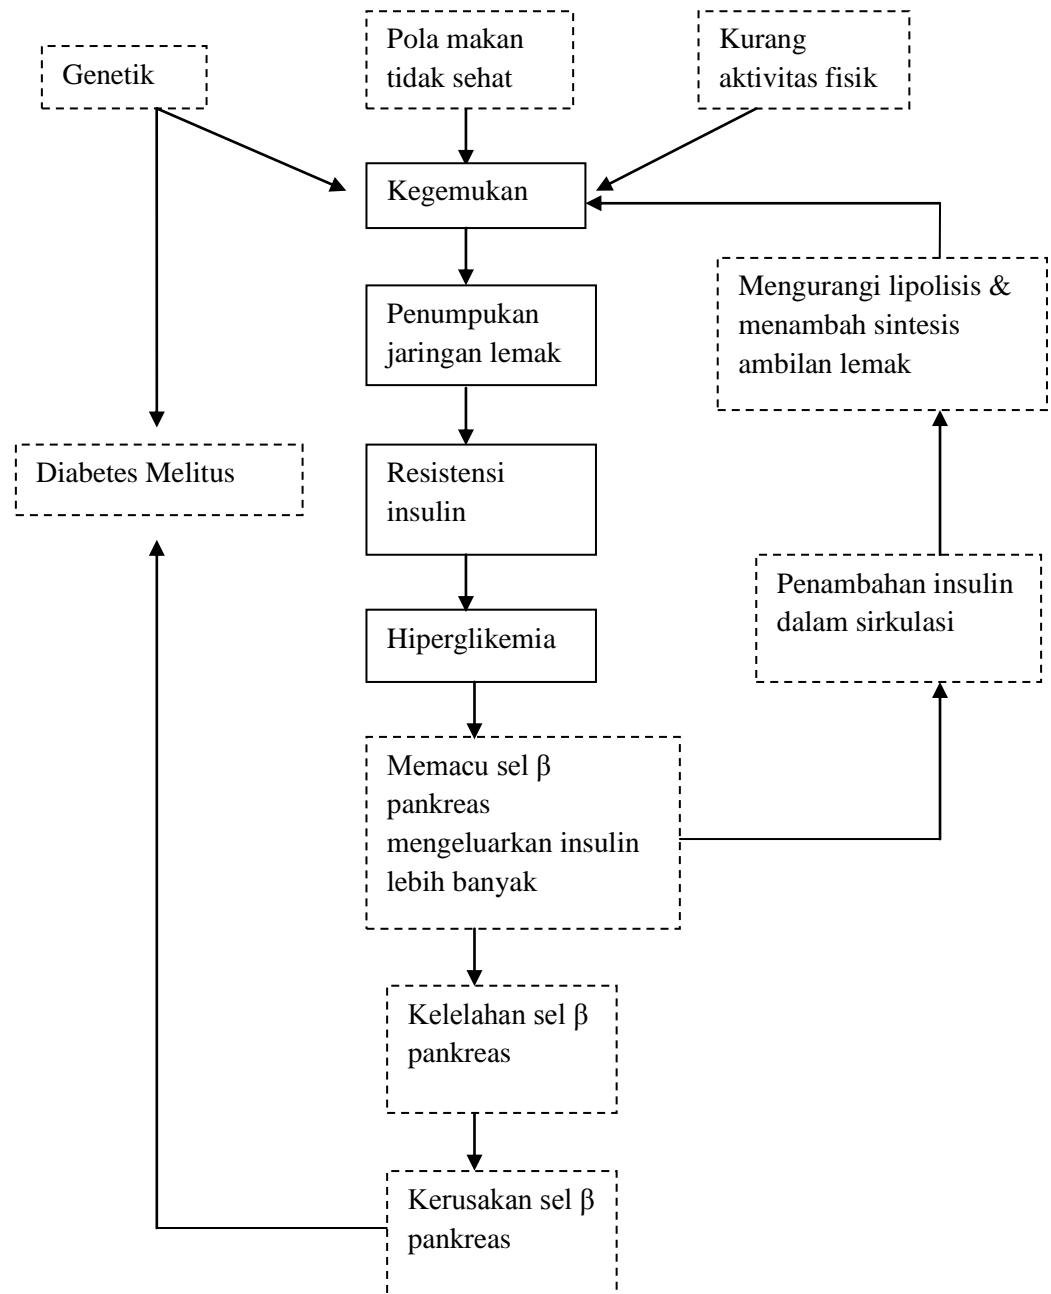 Genetik
Pola makan
tidak sehat
Kurang
aktivitas fisik
Kegemukan
Mengurangi lipolisis &
menambah sintesis
ambilan lemak
Penumpukan
jaringan lemak
Diabetes Melitus
Resistensi
insulin
Penambahan insulin
dalam sirkulasi
Hiperglikemia
Memacu sel β
pankreas
mengeluarkan insulin
lebih banyak
Kelelahan sel β
pankreas
Kerusakan sel β
pankreas